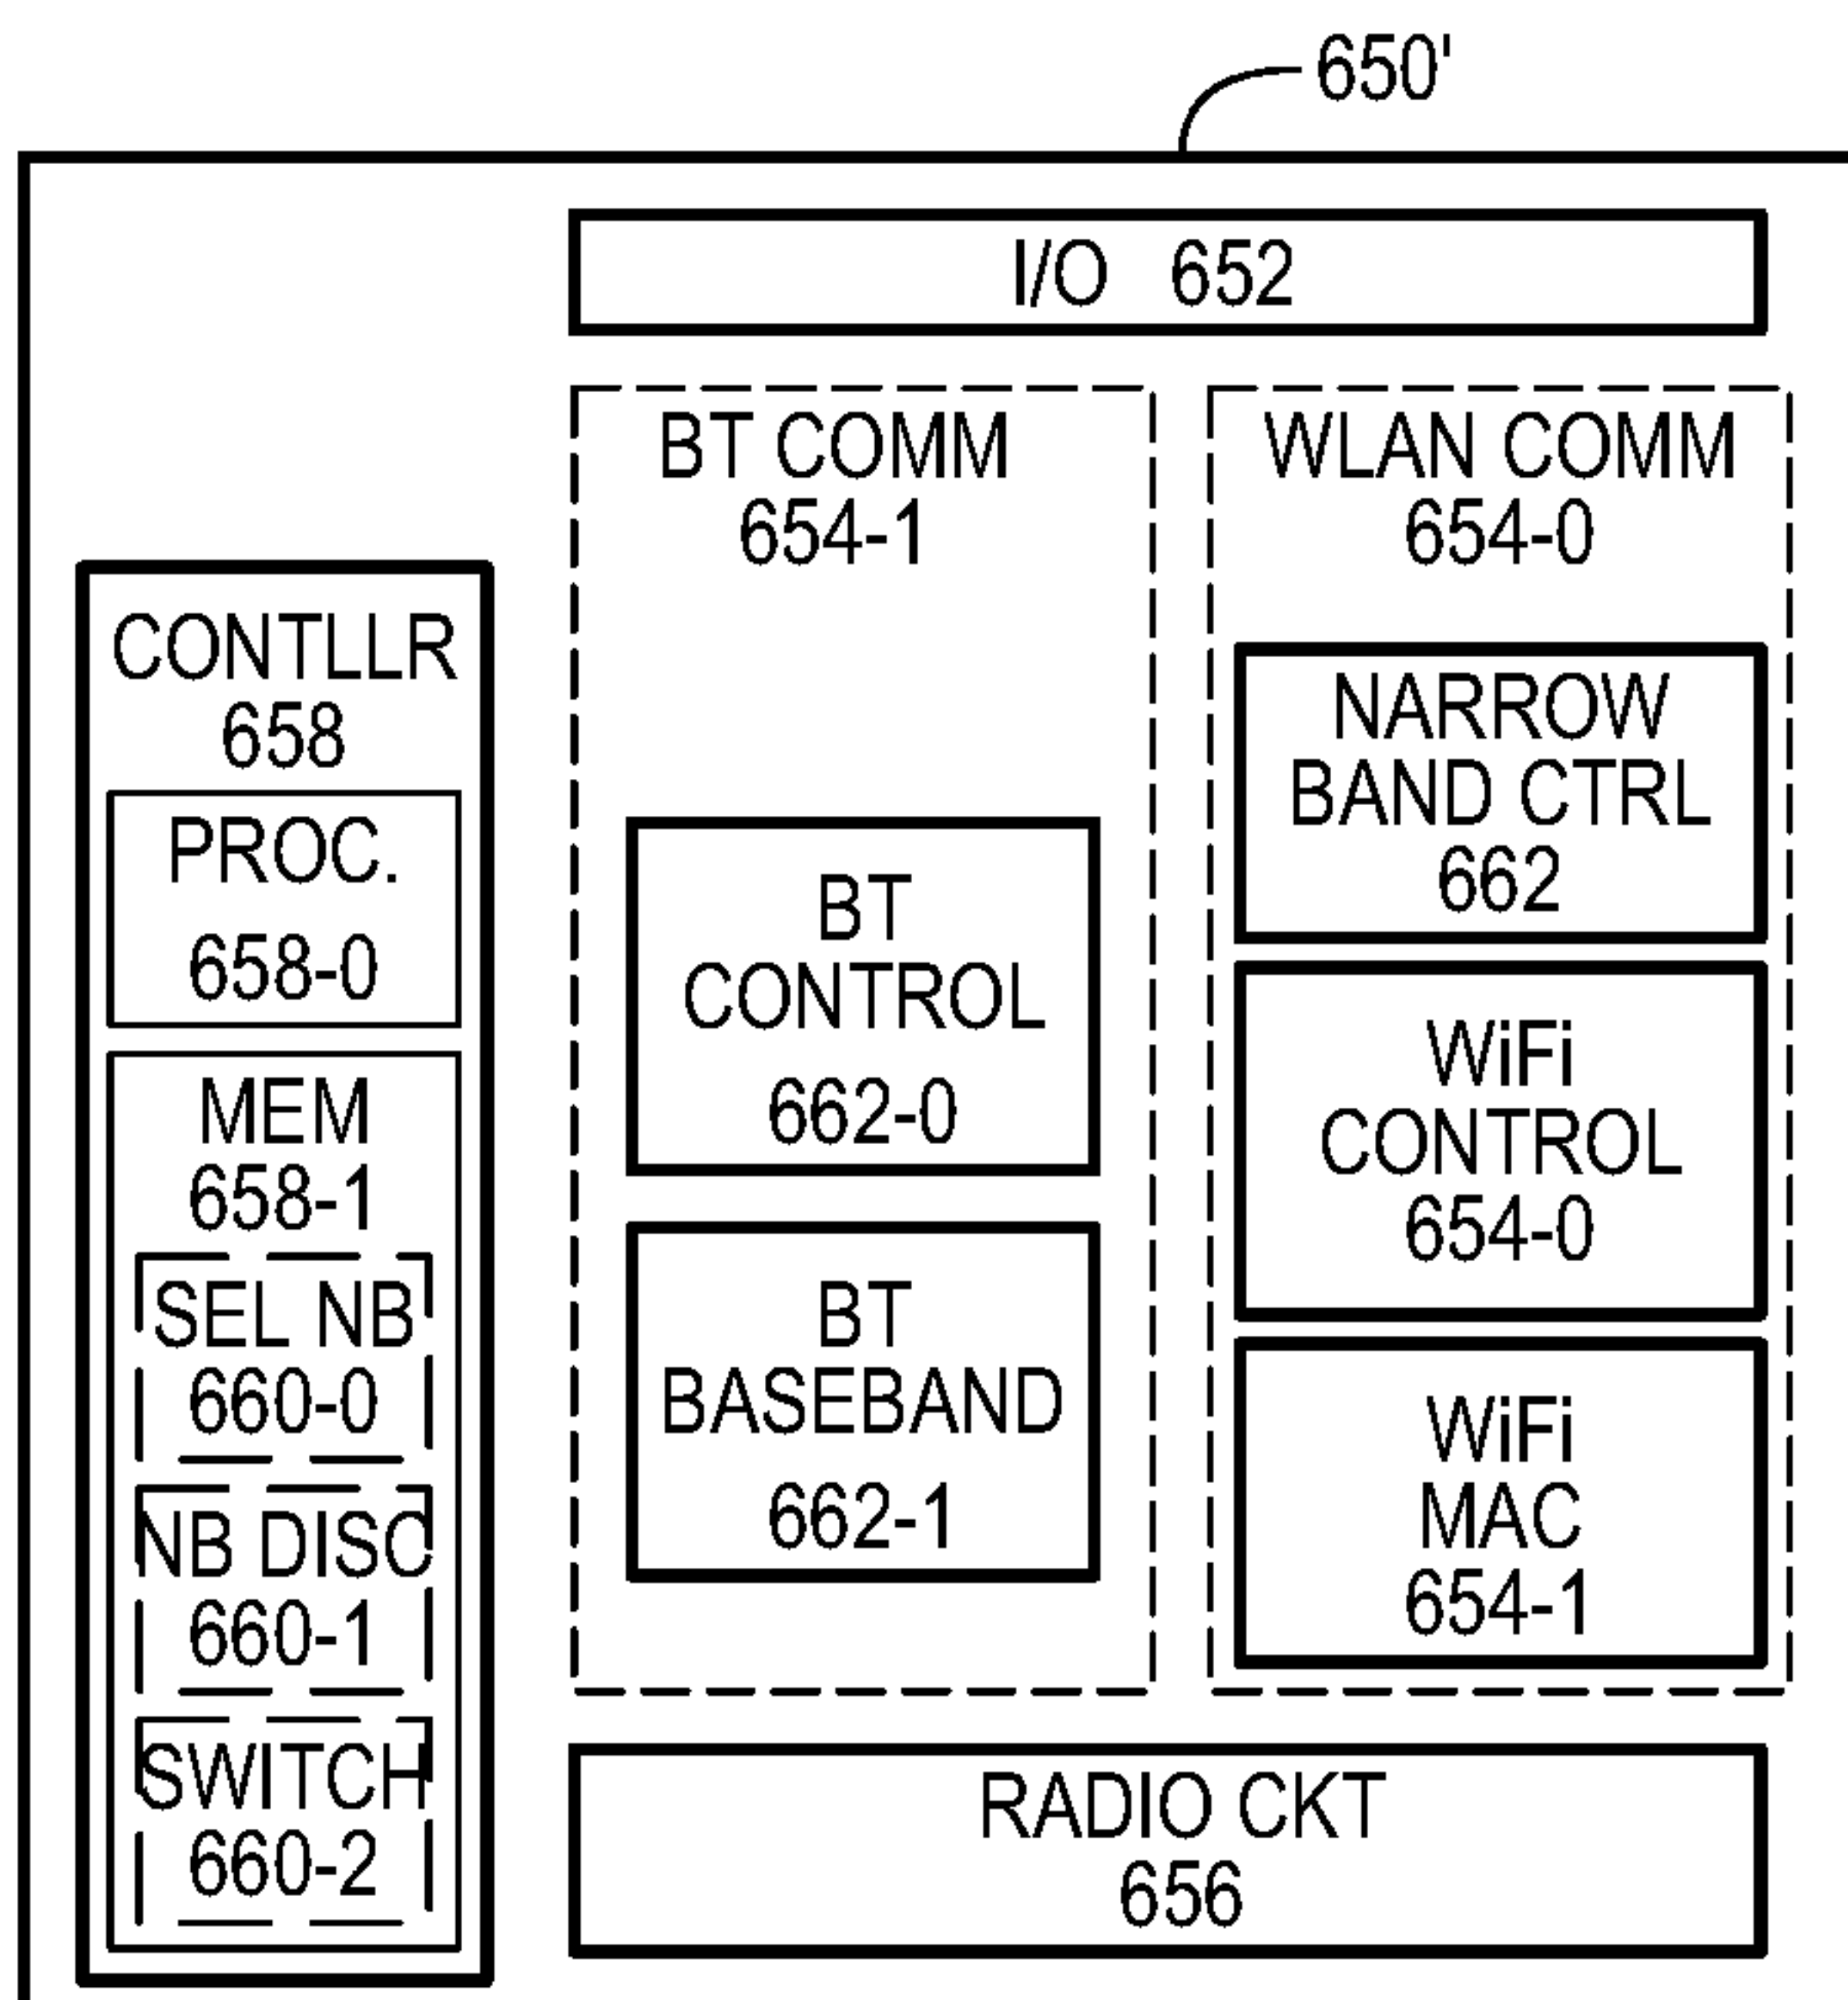 650'
I/O 652
BT COMM
654-1
WLAN COMM
654-0
CONTLLR
658
PROC.
658-0
MEM
658-1
SEL NB
660-0
NB DISC
660-1
SWITCH
660-2
BT
CONTROL
662-0
BT
BASEBAND
662-1
NARROW
BAND CTRL
662
WiFi
CONTROL
654-0
WiFi
MAC
654-1
RADIO CKT
656